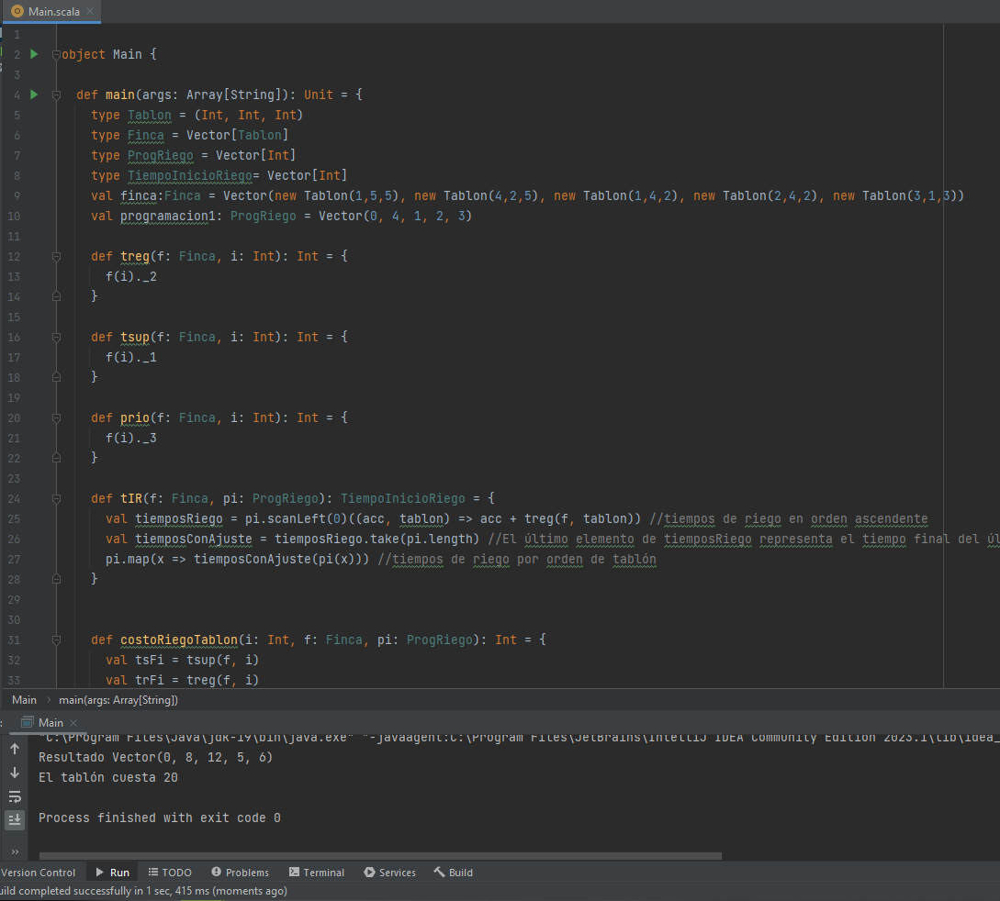 Main.scala
1
2 object Main {
3
4 def main(args: Array[String]): Unit = {
5 type Tablon = (Int, Int, Int)
6 type Finca = Vector[Tablon]
7 type ProgRiego = Vector[Int]
8 type TiempoInicioRiego= Vector[Int]
9 val finca:Finca = Vector(new Tablon(1,5,5), new Tablon(4,2,5), new Tablon(1,4,2), new Tablon(2,4,2), new Tablon(3,1,3))
10 val programacion1: ProgRiego = Vector(0, 4, 1, 2, 3)
11
12 def treg(f: Finca, i: Int): Int = {
13 f(i)._2
14 }
15
16 def tsup(f: Finca, i: Int): Int = {
17 f(i)._1
18 }
19
20 def prio(f: Finca, i: Int): Int = {
21 f(i)._3
22 }
23
24 def tIR(f: Finca, pi: ProgRiego): TiempoInicioRiego = {
25 val tiemposRiego = pi.scanLeft(0)((acc, tablon) => acc + treg(f, tablon)) //tiempos de riego en orden ascendente
26 val tiemposConAjuste = tiemposRiego.take(pi.length) //El último elemento de tiemposRiego representa el tiempo final del úl
27 pi.map(x => tiemposConAjuste(pi(x))) //tiempos de riego por orden de tablón
28 }
29
30
31 def costoRiegoTablon(i: Int, f: Finca, pi: ProgRiego): Int = {
32 val tsFi = tsup(f, i)
33 val trFi = treg(f, i)
Main > main(args: Array[String])
: Main
"C:\Program Files\Java\jdk-19\bin\java.exe" "-javaagent:C:\Program Files\JetBrains\IntelliJ IDEA Community Edition 2023.1\lib\idea_
Resultado Vector(0, 8, 12, 5, 6)
El tablón cuesta 20
Process finished with exit code 0
Version Control Run TODO Problems Terminal Services Build
uild completed successfully in 1 sec, 415 ms (moments ago)